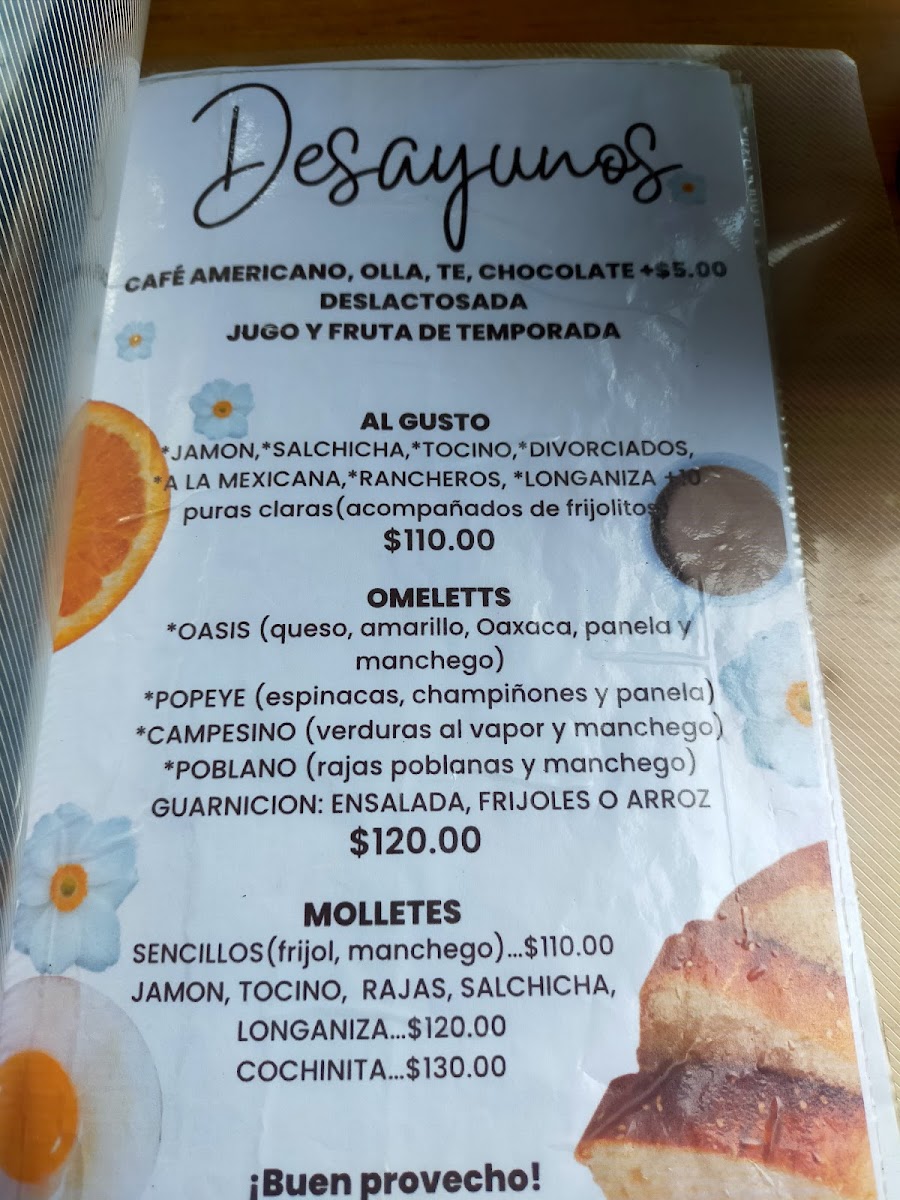 Desayunos
CAFÉ AMERICANO, OLLA, TE, CHOCOLATE +$5.00
DESLACTOSADA
JUGO Y FRUTA DE TEMPORADA
AL GUSTO
*JAMON,*SALCHICHA,*TOCINO,*DIVORCIADOS,
*A LA MEXICANA,*RANCHEROS, *LONGANIZA +10
puras claras(acompañados de frijolitos)
$110.00
OMELETTS
*OASIS (queso, amarillo, Oaxaca, panela y
manchego)
*POPEYE (espinacas, champiñones y panela)
*CAMPESINO (verduras al vapor y manchego)
*POBLANO (rajas poblanas y manchego)
GUARNICION: ENSALADA, FRIJOLES O ARROZ
$120.00
MOLLETES
SENCILLOS(frijol, manchego)...$110.00
JAMON, TOCINO, RAJAS, SALCHICHA,
LONGANIZA...$120.00
COCHINITA...$130.00
¡Buen provecho!